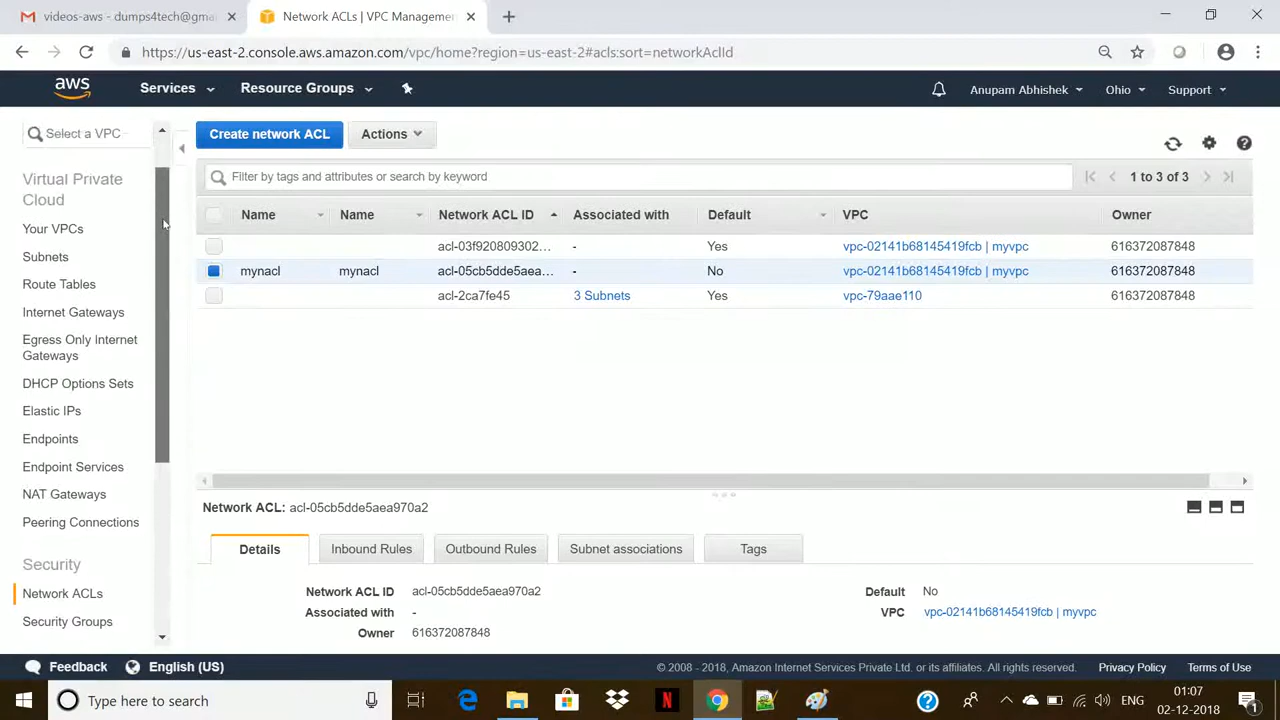 videos-aws - dumps4tech@gmai
Network ACLs | VPC Managemen
https://us-east-2.console.aws.amazon.com/vpc/home?region=us-east-2#acls:sort=networkAclId
aws
Services
Resource Groups
Anupam Abhishek
Ohio
Support
Select a VPC
Create network ACL
Actions
Filter by tags and attributes or search by keyword
1 to 3 of 3
Virtual Private
Cloud
Your VPCs
Subnets
Route Tables
Internet Gateways
Egress Only Internet
Gateways
DHCP Options Sets
Elastic IPs
Endpoints
Endpoint Services
NAT Gateways
Peering Connections
Security
Network ACLs
Security Groups
Name Name Network ACL ID Associated with Default VPC Owner
acl-03f920809302... - Yes vpc-02141b68145419fcb | myvpc 616372087848
mynacl mynacl acl-05cb5dde5aea... - No vpc-02141b68145419fcb | myvpc 616372087848
acl-2ca7fe45 3 Subnets Yes vpc-79aae110 616372087848
Network ACL: acl-05cb5dde5aea970a2
Details Inbound Rules Outbound Rules Subnet associations Tags
Network ACL ID acl-05cb5dde5aea970a2 Default No
Associated with - VPC vpc-02141b68145419fcb | myvpc
Owner 616372087848
Feedback English (US) © 2008 - 2018, Amazon Internet Services Private Ltd. or its affiliates. All rights reserved. Privacy Policy Terms of Use
Type here to search
ENG
01:07
02-12-2018
1